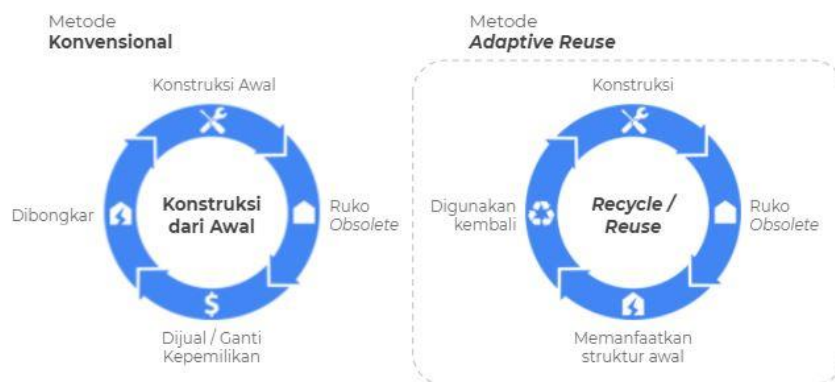 Metode
Konvensional
Konstruksi Awal
Dibongkar
Konstruksi
dari Awal
Ruko
Obsolete
$
Dijual / Ganti
Kepemilikan
Metode
Adaptive Reuse
Konstruksi
Digunakan
kembali
Recycle /
Reuse
Ruko
Obsolete
Memanfaatkan
struktur awal